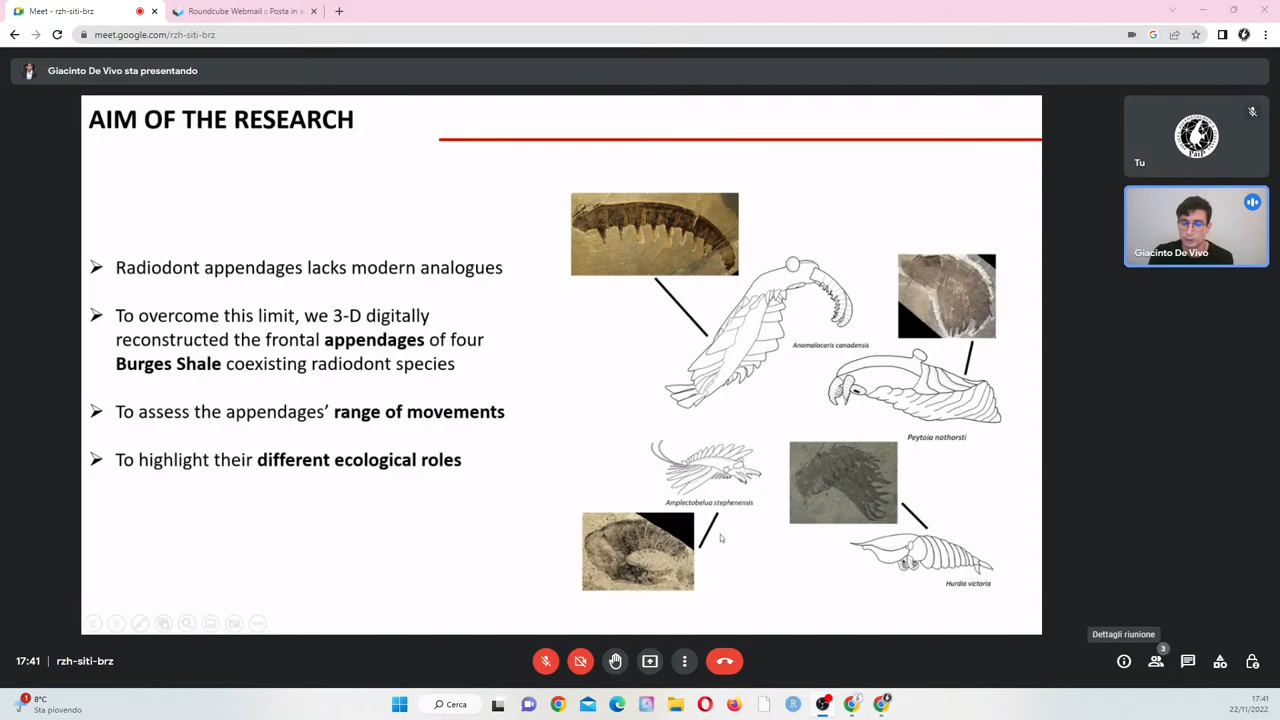 Meet - rzh-siti-brz
Roundcube Webmail :: Posta in a
meet.google.com/rzh-siti-brz
Giacinto De Vivo sta presentando
AIM OF THE RESEARCH
Tu
Giacinto De Vivo
Radiodont appendages lacks modern analogues
To overcome this limit, we 3-D digitally
reconstructed the frontal appendages of four
Burges Shale coexisting radiodont species
To assess the appendages' range of movements
To highlight their different ecological roles
Anomalocaris canadensis
Peytoia nathorsti
Amplectobelua stephenensis
Hurdia victoria
Dettagli riunione
17:41
rzh-siti-brz
3
1
8°C
Sta piovendo
Cerca
17:41
22/11/2022